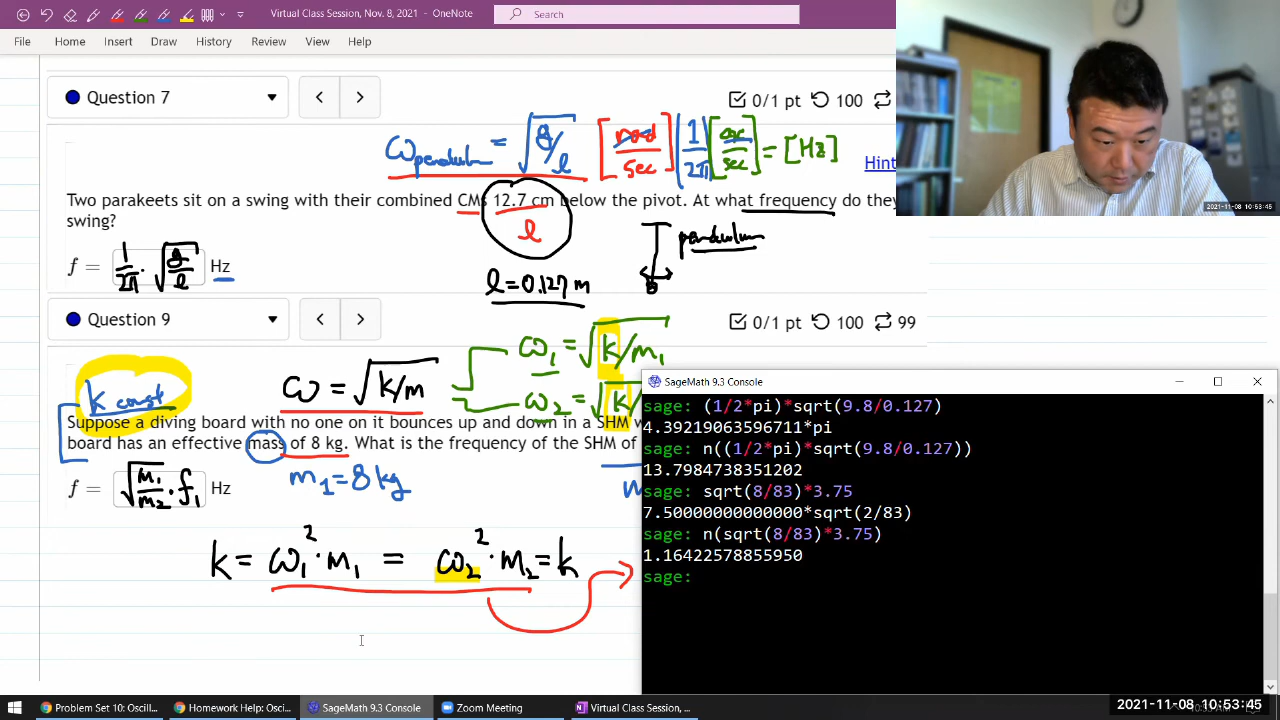 Virtual Class Session, Nov. 8, 2021 - OneNote
Search
File Home Insert Draw History Review View Help
Question 7
0/1 pt 100
ω pendulum = √g/l [rad/sec] (1/2π) [osc/sec] = [Hz]
Hint
Two parakeets sit on a swing with their combined CMs 12.7 cm below the pivot. At what frequency do they
swing?
l
pendulum
f = 1/2π · √g/l Hz
l = 0.127 m
Question 9
0/1 pt 100 99
k const
ω = √k/m
ω₁ = √k/m₁
ω₂ = √k/
Suppose a diving board with no one on it bounces up and down in a SHM w
board has an effective mass of 8 kg. What is the frequency of the SHM of
f = √m₁/m₂ · f₁ Hz
m₁ = 8 kg
m
k = ω₁² · m₁ = ω₂² · m₂ = k
SageMath 9.3 Console
sage: (1/2*pi)*sqrt(9.8/0.127)
4.39219063596711*pi
sage: n((1/2*pi)*sqrt(9.8/0.127))
13.7984738351202
sage: sqrt(8/83)*3.75
7.50000000000000*sqrt(2/83)
sage: n(sqrt(8/83)*3.75)
1.16422578855950
sage:
2021-11-08 10:53:45
Problem Set 10: Oscill...
Homework Help: Osci...
SageMath 9.3 Console
Zoom Meeting
Virtual Class Session, ...
2021-11-08 10:53:45